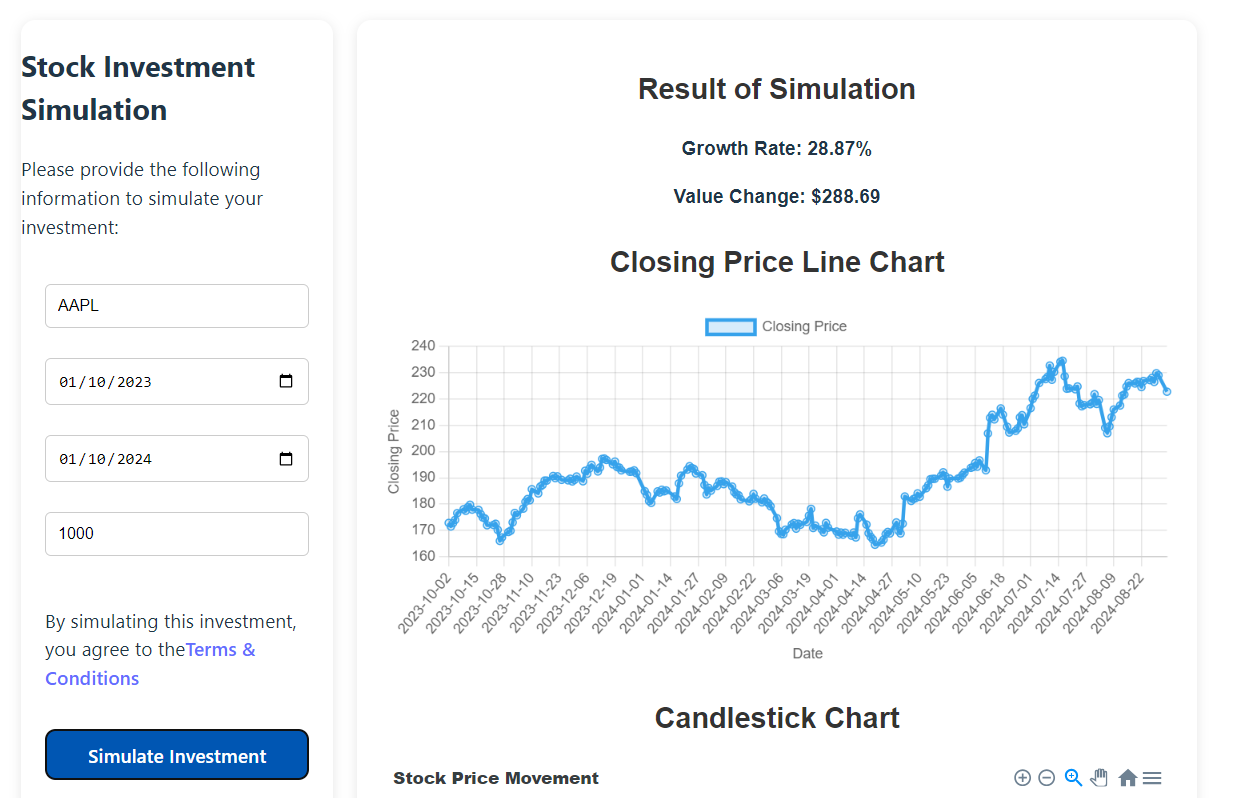 Stock Investment
Simulation
Please provide the following
information to simulate your
investment:
AAPL
01/10/2023
01/10/2024
1000
By simulating this investment,
you agree to theTerms &
Conditions
Simulate Investment
Result of Simulation
Growth Rate: 28.87%
Value Change: $288.69
Closing Price Line Chart
Closing Price
Closing Price
240
230
220
210
200
190
180
170
160
2023-10-02
2023-10-15
2023-10-28
2023-11-10
2023-11-23
2023-12-06
2023-12-19
2024-01-01
2024-01-14
2024-01-27
2024-02-09
2024-02-22
2024-03-06
2024-03-19
2024-04-01
2024-04-14
2024-04-27
2024-05-10
2024-05-23
2024-06-05
2024-06-18
2024-07-01
2024-07-14
2024-07-27
2024-08-09
2024-08-22
Date
Candlestick Chart
Stock Price Movement